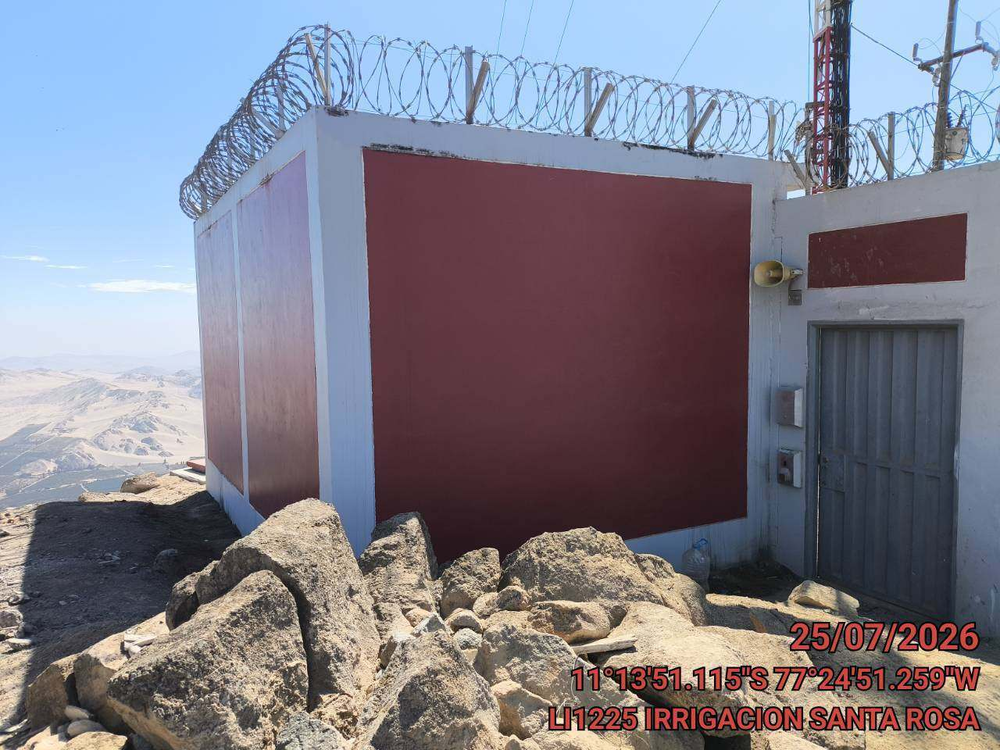 25/07/2026
11°13'51.115"S 77°24'51.259"W
LI1225 IRRIGACION SANTA ROSA